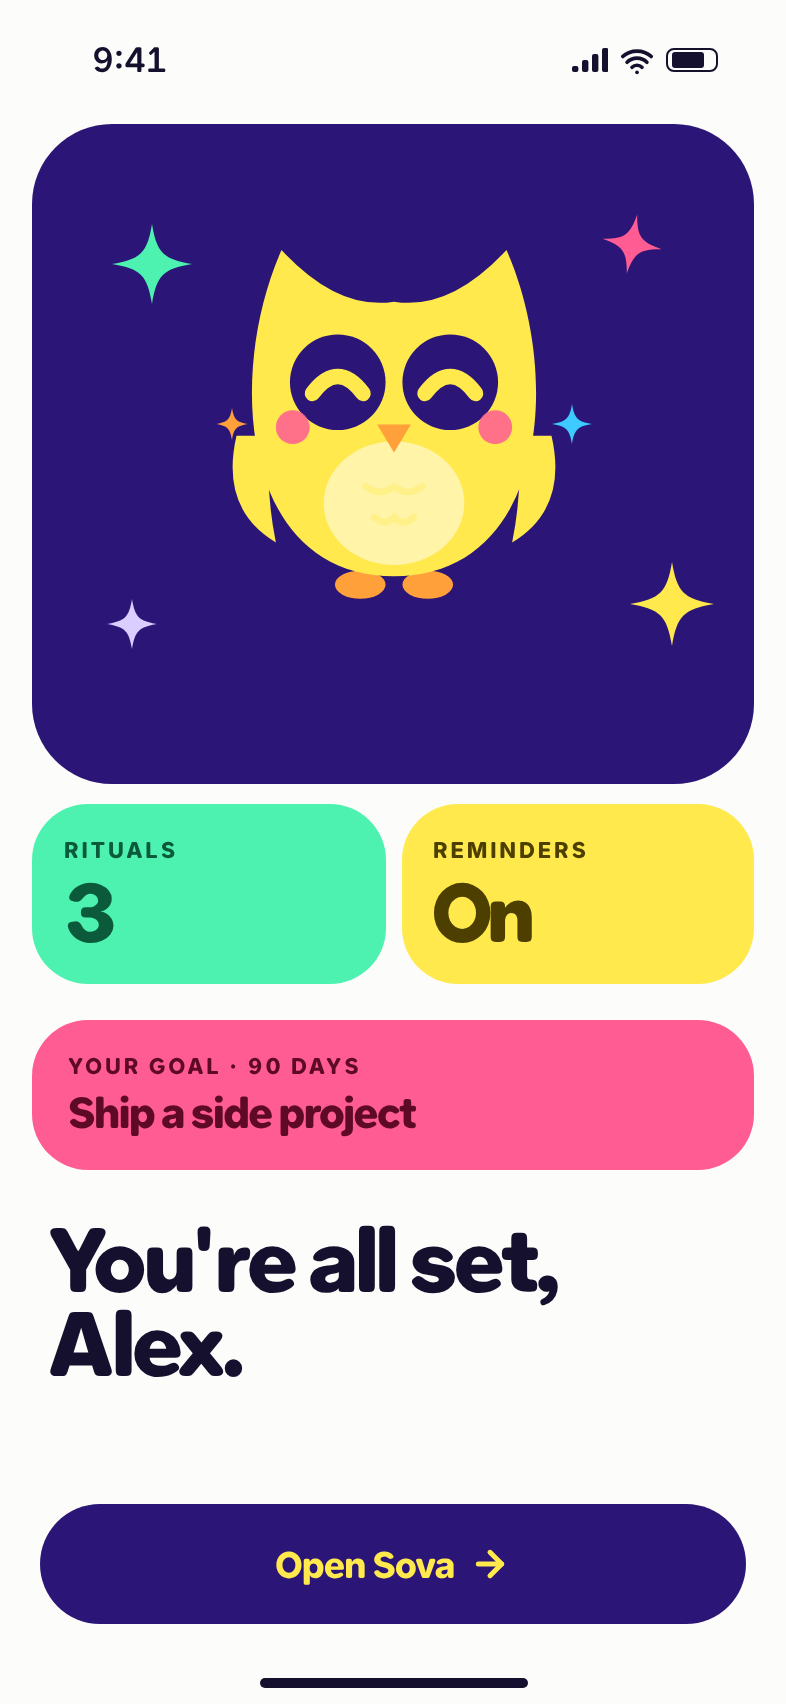 9:41
RITUALS
3
REMINDERS
On
YOUR GOAL · 90 DAYS
Ship a side project
You're all set,
Alex.
Open Sova →